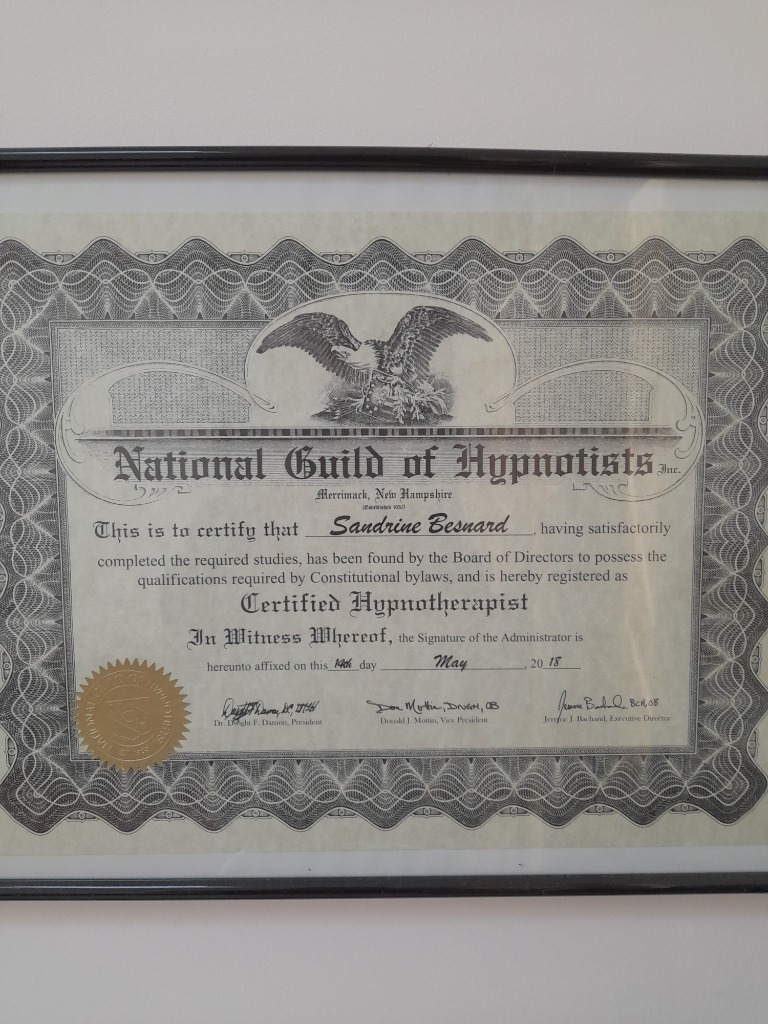 National Guild of Hypnotists Inc.
Merrimack, New Hampshire
(Established 1950)
This is to certify that Sandrine Besnard, having satisfactorily
completed the required studies, has been found by the Board of Directors to possess the
qualifications required by Constitutional bylaws, and is hereby registered as
Certified Hypnotherapist
In Witness Whereof, the Signature of the Administrator is
hereunto affixed on this 14th day May, 2018
Dr. Dwight F. Damon, President
Donald J. Mottin, Vice President
Jereme J. Bachand, Executive Director